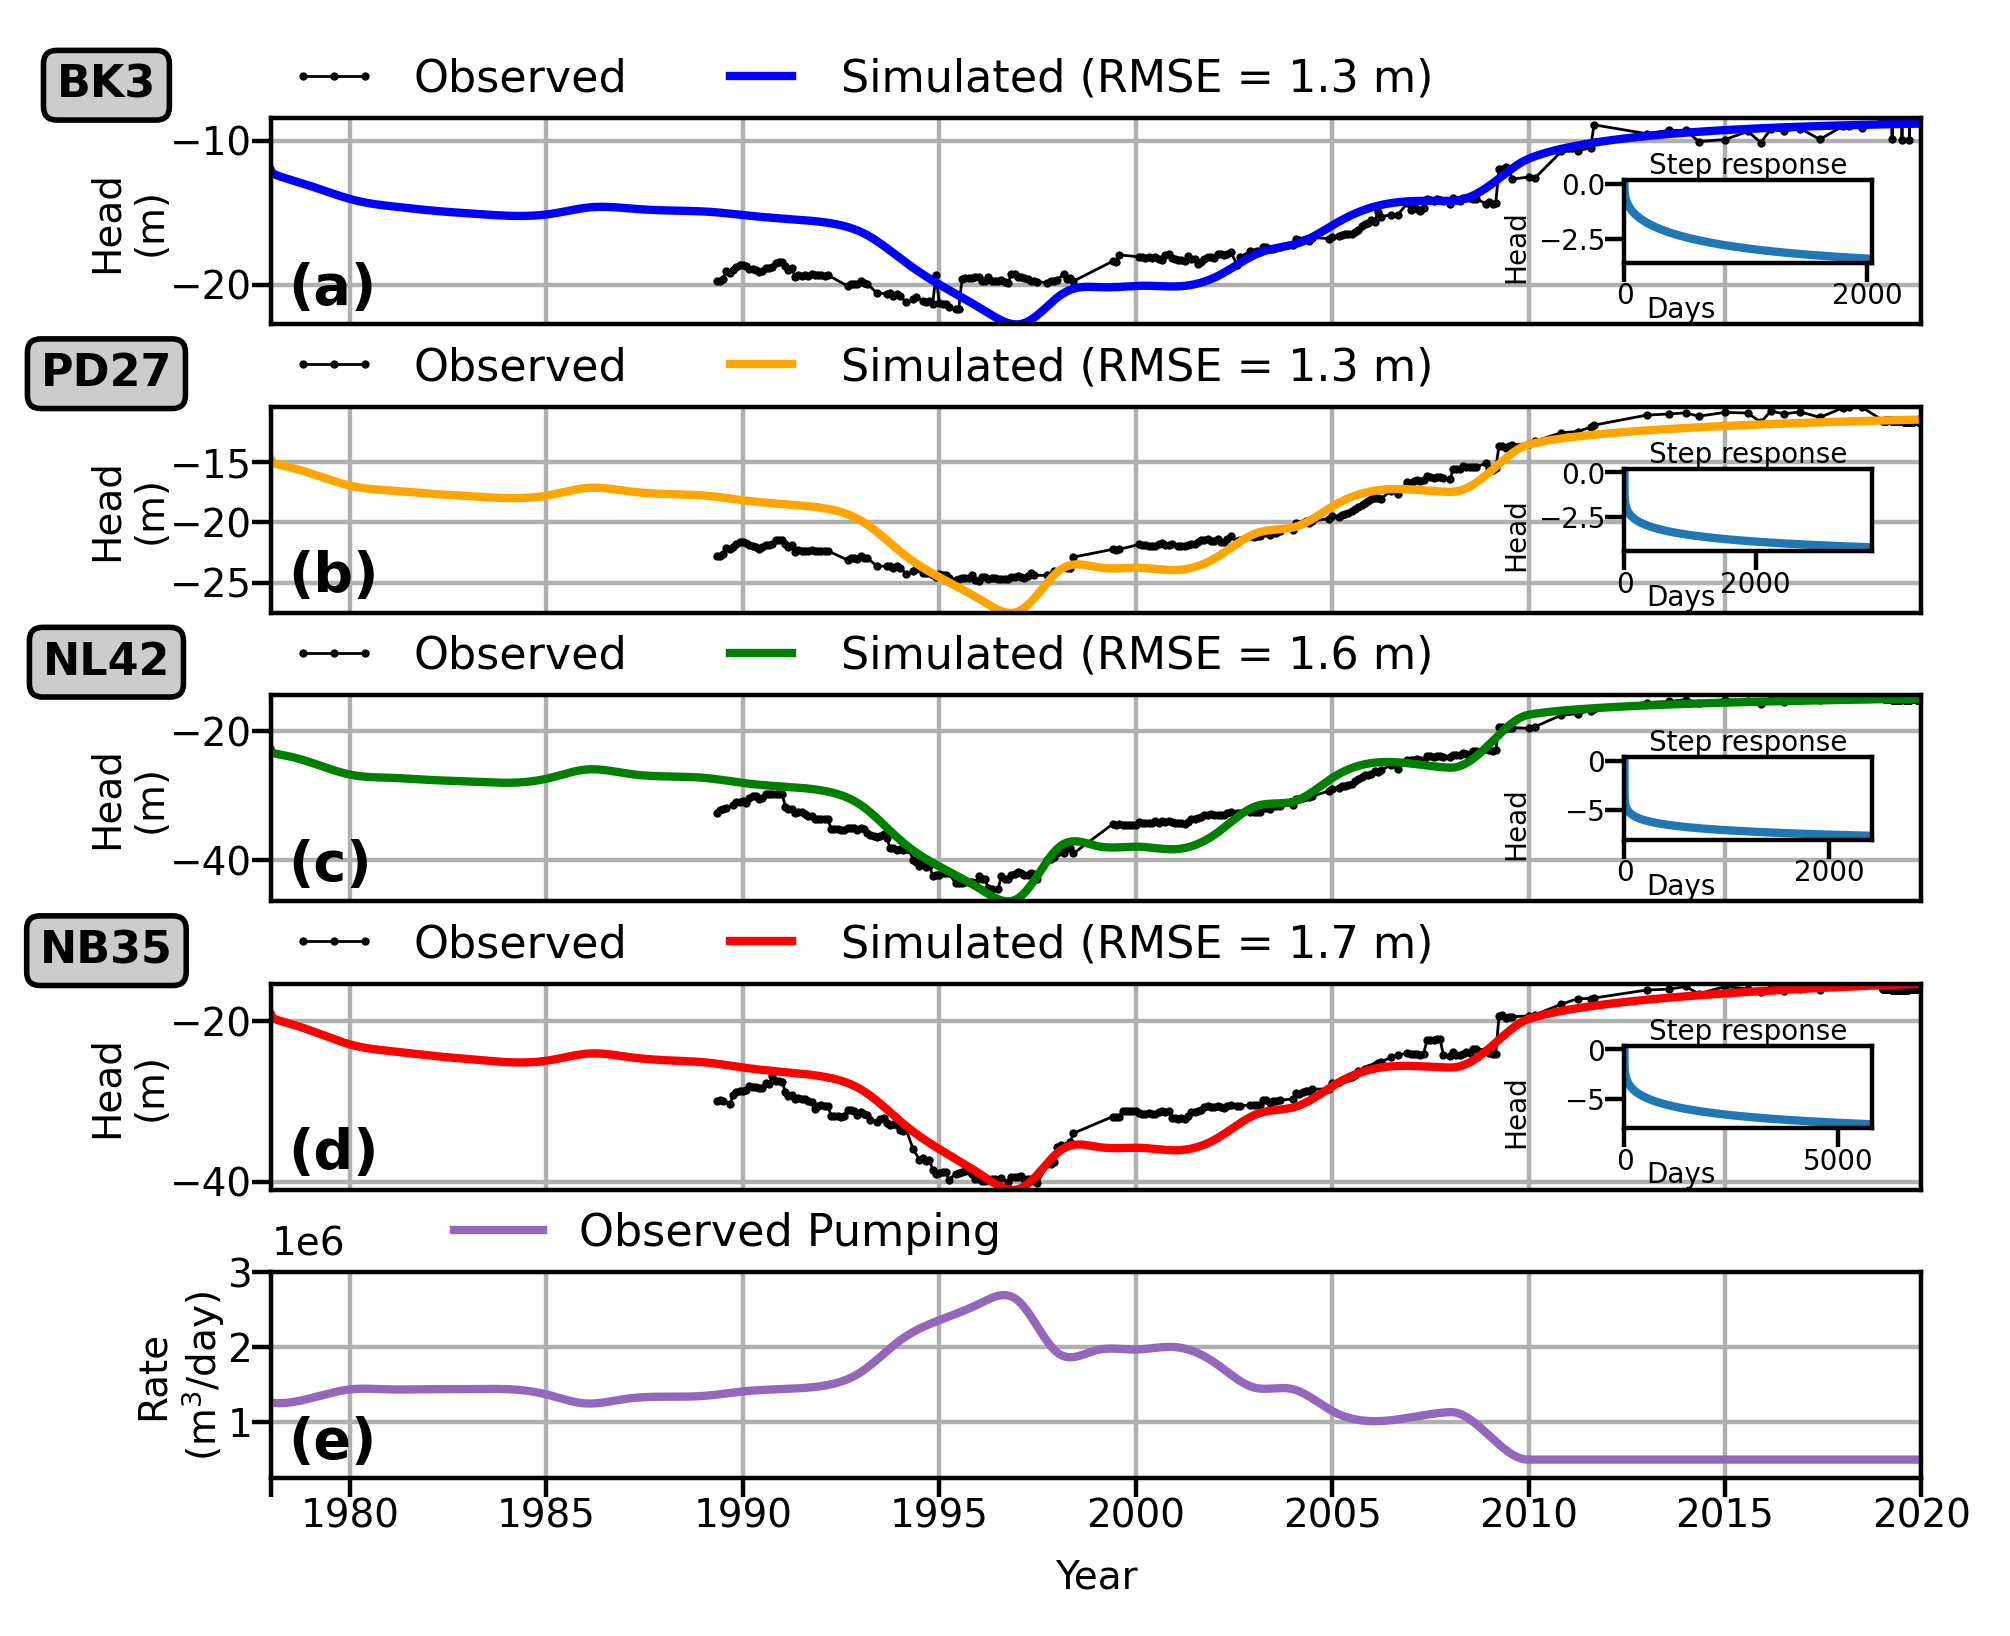 BK3
Observed
Simulated (RMSE = 1.3 m)
Head
(m)
−10
−20
(a)
Step response
Head
0.0
−2.5
0
2000
Days
PD27
Observed
Simulated (RMSE = 1.3 m)
Head
(m)
−15
−20
−25
(b)
Step response
Head
0.0
−2.5
0
2000
Days
NL42
Observed
Simulated (RMSE = 1.6 m)
Head
(m)
−20
−40
(c)
Step response
Head
0
−5
0
2000
Days
NB35
Observed
Simulated (RMSE = 1.7 m)
Head
(m)
−20
−40
(d)
Step response
Head
0
−5
0
5000
Days
1e6
Observed Pumping
Rate
(m³/day)
3
2
1
(e)
1980 1985 1990 1995 2000 2005 2010 2015 2020
Year